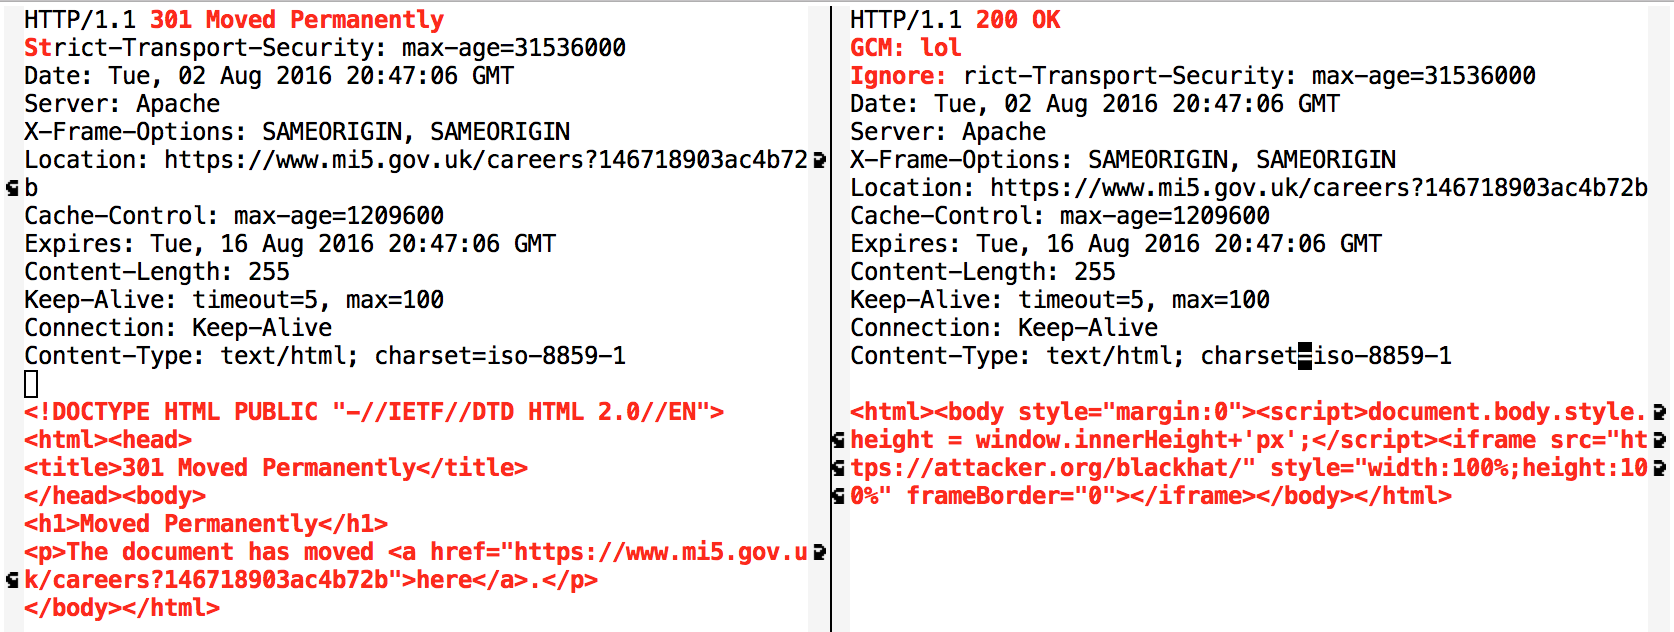 HTTP/1.1 301 Moved Permanently
Strict-Transport-Security: max-age=31536000
Date: Tue, 02 Aug 2016 20:47:06 GMT
Server: Apache
X-Frame-Options: SAMEORIGIN, SAMEORIGIN
Location: https://www.mi5.gov.uk/careers?146718903ac4b72
b
Cache-Control: max-age=1209600
Expires: Tue, 16 Aug 2016 20:47:06 GMT
Content-Length: 255
Keep-Alive: timeout=5, max=100
Connection: Keep-Alive
Content-Type: text/html; charset=iso-8859-1
<!DOCTYPE HTML PUBLIC "-//IETF//DTD HTML 2.0//EN">
<html><head>
<title>301 Moved Permanently</title>
</head><body>
<h1>Moved Permanently</h1>
<p>The document has moved <a href="https://www.mi5.gov.u
k/careers?146718903ac4b72b">here</a>.</p>
</body></html>
HTTP/1.1 200 OK
GCM: lol
Ignore: rict-Transport-Security: max-age=31536000
Date: Tue, 02 Aug 2016 20:47:06 GMT
Server: Apache
X-Frame-Options: SAMEORIGIN, SAMEORIGIN
Location: https://www.mi5.gov.uk/careers?146718903ac4b72b
Cache-Control: max-age=1209600
Expires: Tue, 16 Aug 2016 20:47:06 GMT
Content-Length: 255
Keep-Alive: timeout=5, max=100
Connection: Keep-Alive
Content-Type: text/html; charset=iso-8859-1
<html><body style="margin:0"><script>document.body.style.
height = window.innerHeight+'px';</script><iframe src="ht
tps://attacker.org/blackhat/" style="width:100%;height:10
0%" frameBorder="0"></iframe></body></html>